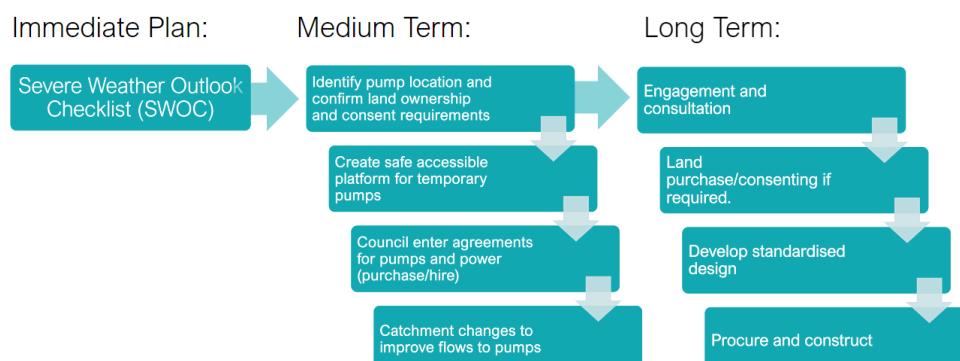 Immediate Plan:
Severe Weather Outlook
Checklist (SWOC)
Medium Term:
Identify pump location and
confirm land ownership
and consent requirements
Create safe accessible
platform for temporary
pumps
Council enter agreements
for pumps and power
(purchase/hire)
Catchment changes to
improve flows to pumps
Long Term:
Engagement and
consultation
Land
purchase/consenting if
required.
Develop standardised
design
Procure and construct